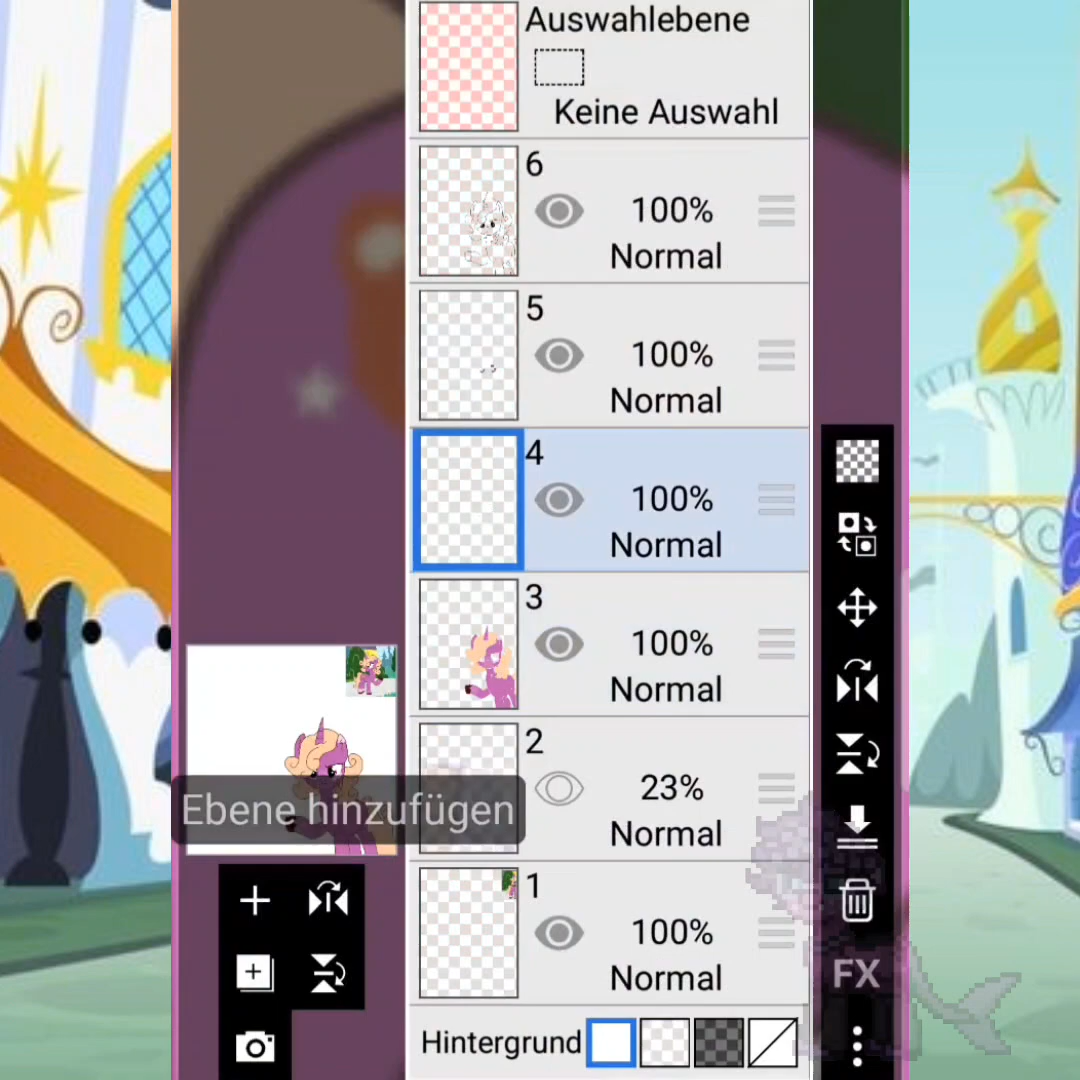 Auswahlebene
Keine Auswahl
6
100%
Normal
5
100%
Normal
4
100%
Normal
3
100%
Normal
2
23%
Normal
Ebene hinzufügen
1
100%
Normal
FX
Hintergrund